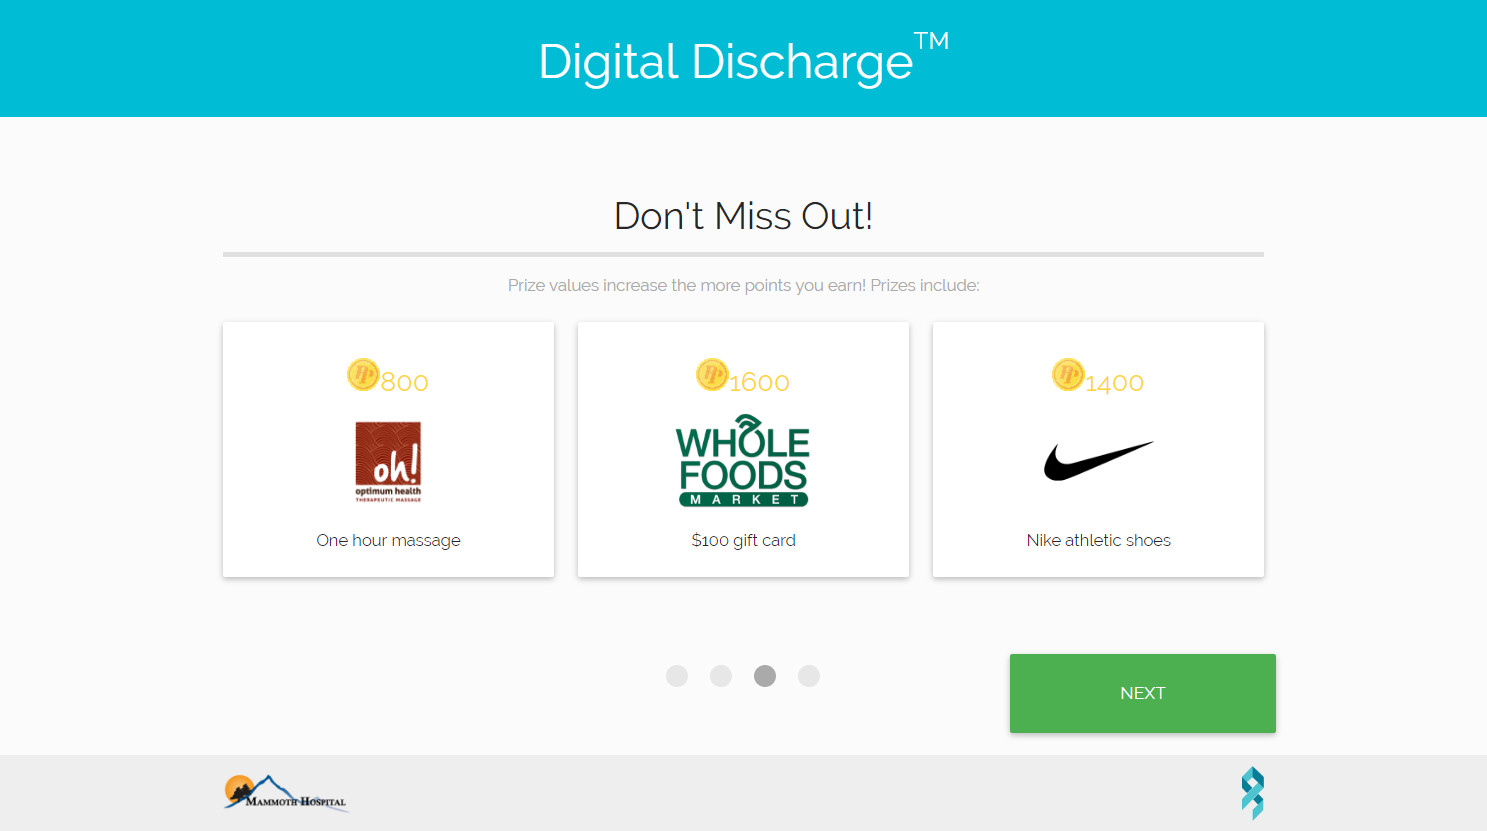 Digital Discharge™
Don't Miss Out!
Prize values increase the more points you earn! Prizes include:
800
oh!
optimum health
THERAPEUTIC MASSAGE
One hour massage
1600
WHOLE
FOODS
MARKET
$100 gift card
1400
Nike athletic shoes
NEXT
MAMMOTH HOSPITAL